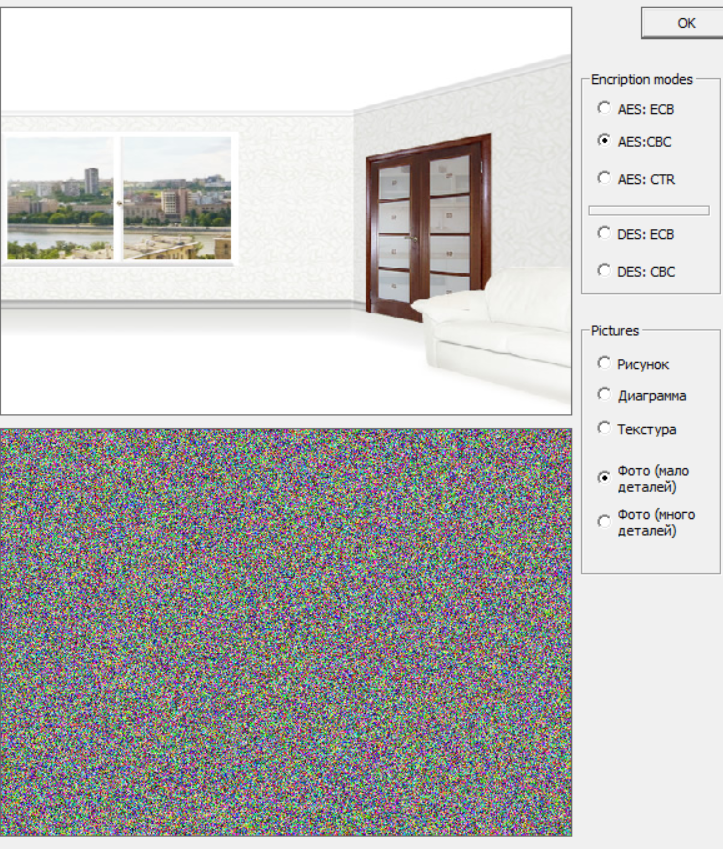 OK
Encription modes
AES: ECB
AES:CBC
AES: CTR
DES: ECB
DES: CBC
Pictures
Рисунок
Диаграмма
Текстура
Фото (мало
деталей)
Фото (много
деталей)